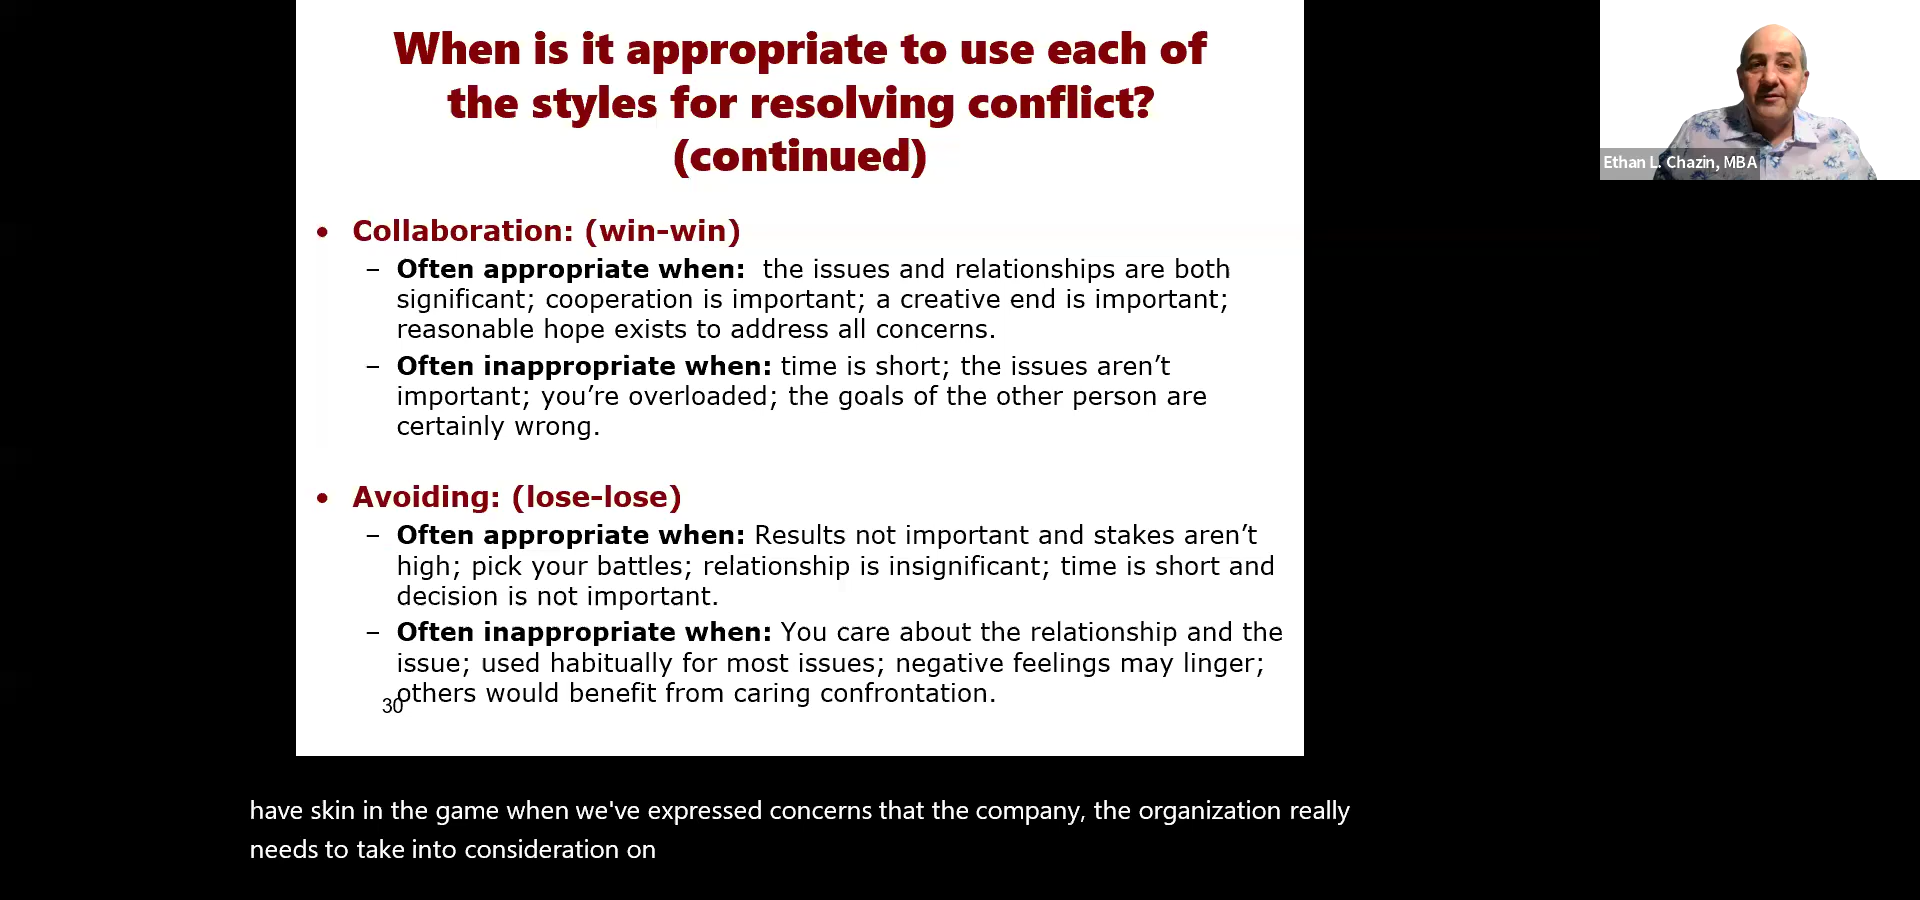 When is it appropriate to use each of
the styles for resolving conflict?
(continued)
• Collaboration: (win-win)
– Often appropriate when: the issues and relationships are both
significant; cooperation is important; a creative end is important;
reasonable hope exists to address all concerns.
– Often inappropriate when: time is short; the issues aren’t
important; you’re overloaded; the goals of the other person are
certainly wrong.
• Avoiding: (lose-lose)
– Often appropriate when: Results not important and stakes aren’t
high; pick your battles; relationship is insignificant; time is short and
decision is not important.
– Often inappropriate when: You care about the relationship and the
issue; used habitually for most issues; negative feelings may linger;
others would benefit from caring confrontation.
30
Ethan L. Chazin, MBA
have skin in the game when we've expressed concerns that the company, the organization really
needs to take into consideration on